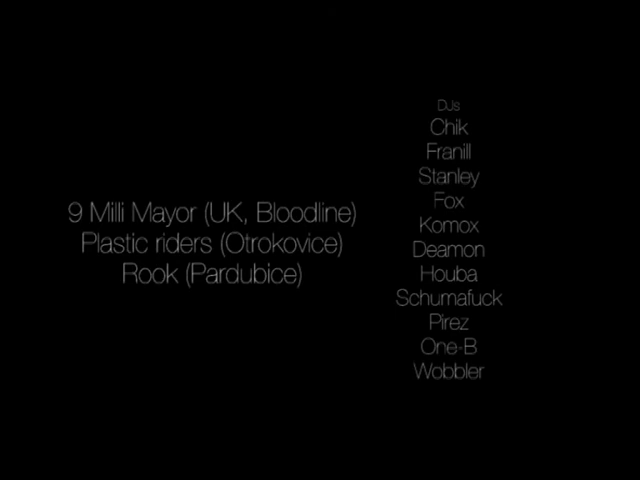 9 Milli Mayor (UK, Bloodline)
Plastic riders (Otrokovice)
Rook (Pardubice)
DJs
Chik
Franill
Stanley
Fox
Komox
Deamon
Houba
Schumafuck
Pirez
One-B
Wobbler